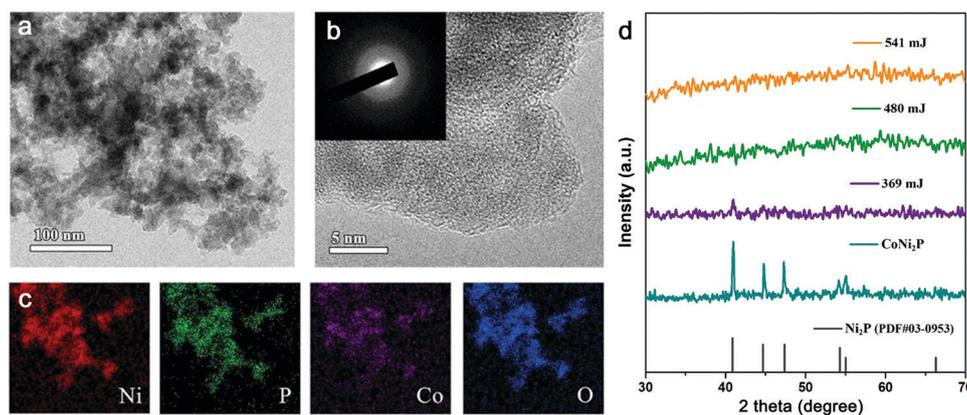 a
100 nm
b
5 nm
c
Ni
P
Co
O
d
Inensity (a.u.)
541 mJ
480 mJ
369 mJ
CoNi₂P
Ni₂P (PDF#03-0953)
30 40 50 60 70
2 theta (degree)